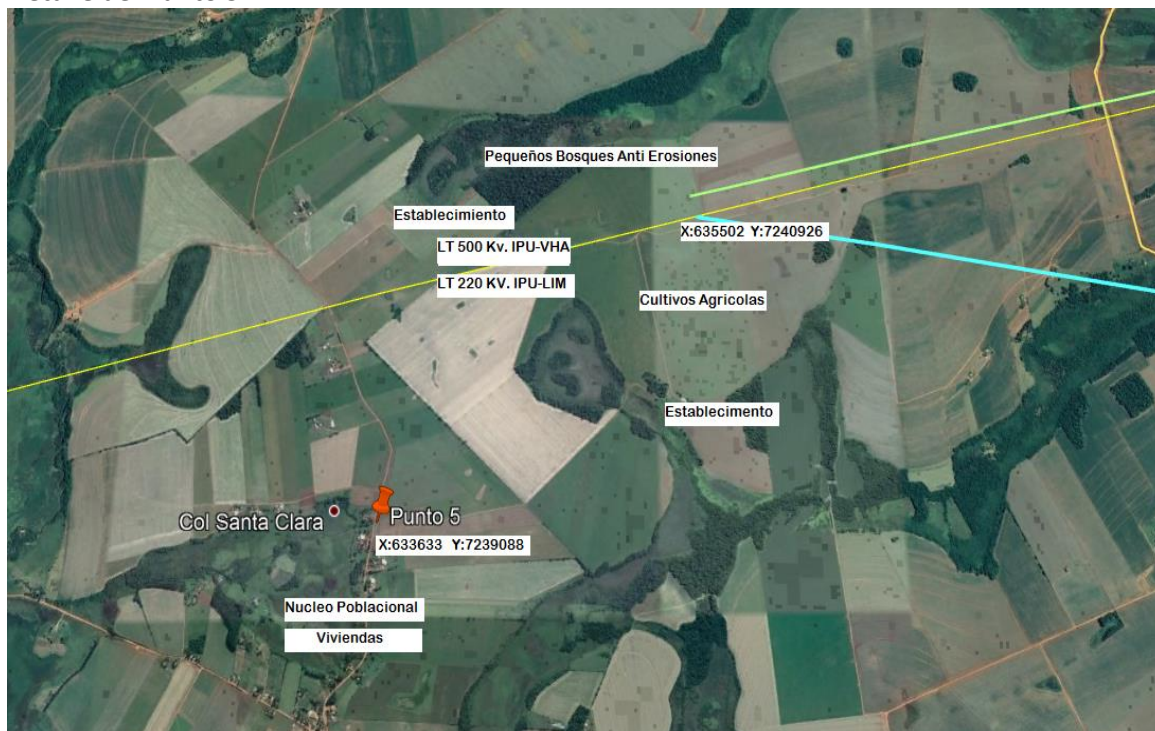 Pequeños Bosques Anti Erosiones
Establecimiento
X:635502 Y:7240926
LT 500 Kv. IPU-VHA
LT 220 KV. IPU-LIM
Cultivos Agricolas
Establecimento
Col Santa Clara
Punto 5
X:633633 Y:7239088
Nucleo Poblacional
Viviendas